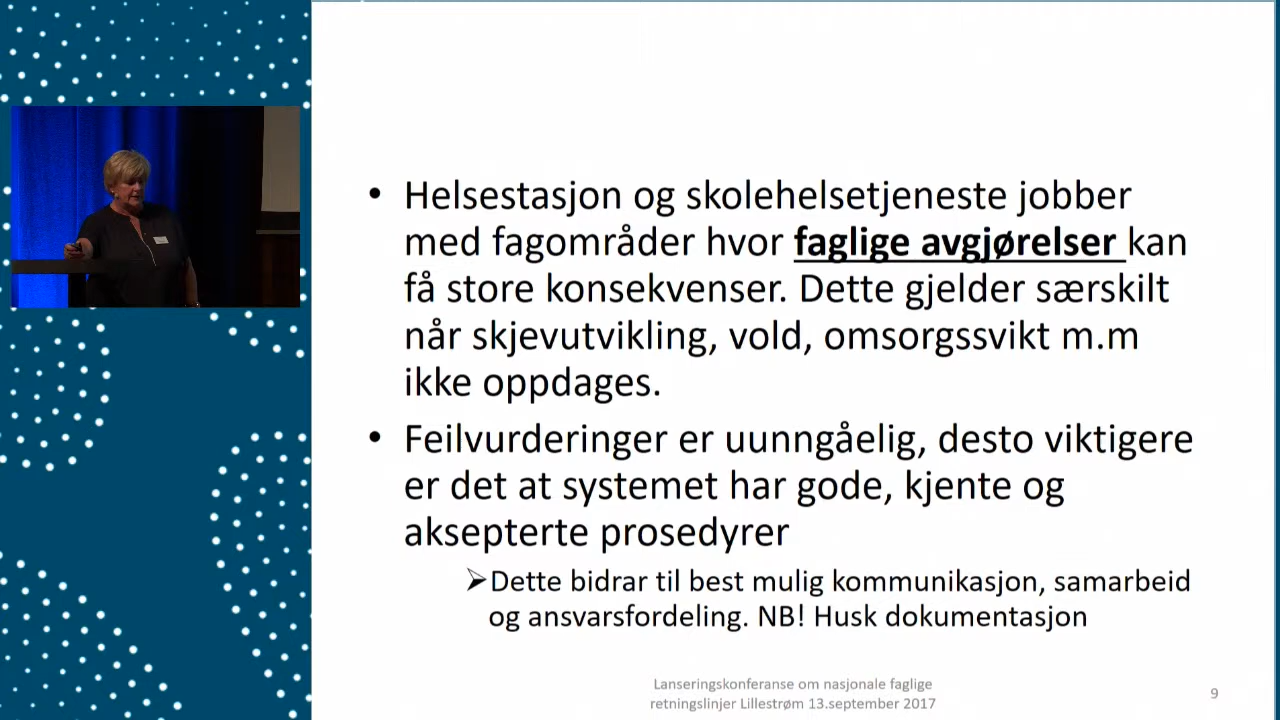 • Helsestasjon og skolehelsetjeneste jobber
med fagområder hvor faglige avgjørelser kan
få store konsekvenser. Dette gjelder særskilt
når skjevutvikling, vold, omsorgssvikt m.m
ikke oppdages.
• Feilvurderinger er uunngåelig, desto viktigere
er det at systemet har gode, kjente og
aksepterte prosedyrer
➢Dette bidrar til best mulig kommunikasjon, samarbeid
og ansvarsfordeling. NB! Husk dokumentasjon
Lanseringskonferanse om nasjonale faglige
retningslinjer Lillestrøm 13.september 2017
9